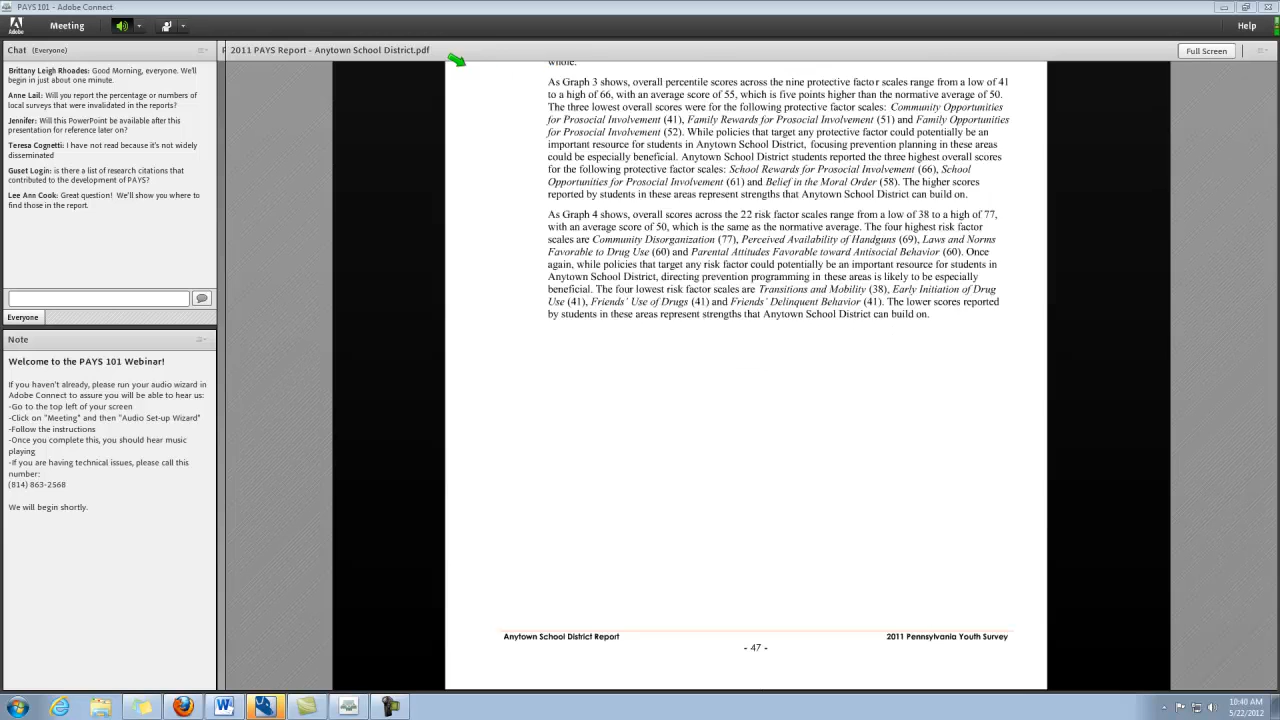 PAYS 101 - Adobe Connect
Adobe
Meeting
Help
Chat (Everyone)
Brittany Leigh Rhoades: Good Morning, everyone. We'll
begin in just about one minute.
Anne Lail: Will you report the percentage or numbers of
local surveys that were invalidated in the reports?
Jennifer: Will this PowerPoint be available after this
presentation for reference later on?
Teresa Cognetti: I have not read because it's not widely
disseminated
Guset Login: is there a list of research citations that
contributed to the development of PAYS?
Lee Ann Cook: Great question! We'll show you where to
find those in the report.
Everyone
Note
Welcome to the PAYS 101 Webinar!
If you haven't already, please run your audio wizard in
Adobe Connect to assure you will be able to hear us:
-Go to the top left of your screen
-Click on "Meeting" and then "Audio Set-up Wizard"
-Follow the instructions
-Once you complete this, you should hear music
playing
-If you are having technical issues, please call this
number:
(814) 863-2568
We will begin shortly.
2011 PAYS Report - Anytown School District.pdf
Full Screen
whole.
As Graph 3 shows, overall percentile scores across the nine protective factor scales range from a low of 41
to a high of 66, with an average score of 55, which is five points higher than the normative average of 50.
The three lowest overall scores were for the following protective factor scales: Community Opportunities
for Prosocial Involvement (41), Family Rewards for Prosocial Involvement (51) and Family Opportunities
for Prosocial Involvement (52). While policies that target any protective factor could potentially be an
important resource for students in Anytown School District, focusing prevention planning in these areas
could be especially beneficial. Anytown School District students reported the three highest overall scores
for the following protective factor scales: School Rewards for Prosocial Involvement (66), School
Opportunities for Prosocial Involvement (61) and Belief in the Moral Order (58). The higher scores
reported by students in these areas represent strengths that Anytown School District can build on.
As Graph 4 shows, overall scores across the 22 risk factor scales range from a low of 38 to a high of 77,
with an average score of 50, which is the same as the normative average. The four highest risk factor
scales are Community Disorganization (77), Perceived Availability of Handguns (69), Laws and Norms
Favorable to Drug Use (60) and Parental Attitudes Favorable toward Antisocial Behavior (60). Once
again, while policies that target any risk factor could potentially be an important resource for students in
Anytown School District, directing prevention programming in these areas is likely to be especially
beneficial. The four lowest risk factor scales are Transitions and Mobility (38), Early Initiation of Drug
Use (41), Friends' Use of Drugs (41) and Friends' Delinquent Behavior (41). The lower scores reported
by students in these areas represent strengths that Anytown School District can build on.
Anytown School District Report
2011 Pennsylvania Youth Survey
- 47 -
10:40 AM
5/22/2012